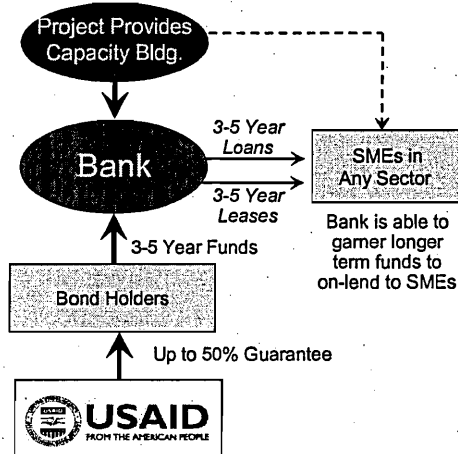 Project Provides
Capacity Bldg.
Bank
3-5 Year
Loans
3-5 Year
Leases
SMEs in
Any Sector
Bank is able to
garner longer
term funds to
on-lend to SMEs
3-5 Year Funds
Bond Holders
Up to 50% Guarantee
USAID
FROM THE AMERICAN PEOPLE